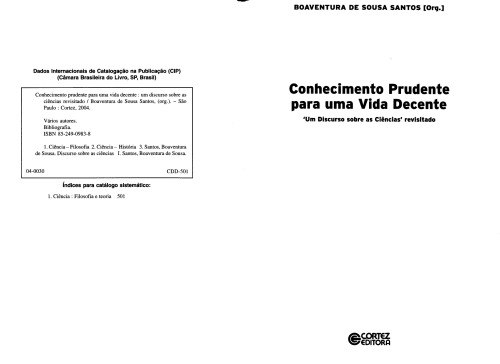 Dados Internacionais de Catalogação na Publicação (CIP)
(Câmara Brasileira do Livro, SP, Brasil)
Conhecimento prudente para uma vida decente : um discurso sobre as
ciências revisitado / Boaventura de Sousa Santos, (org.). – São
Paulo : Cortez, 2004.
Vários autores.
Bibliografia.
ISBN 85-249-0983-8
1. Ciência – Filosofia 2. Ciência – História 3. Santos, Boaventura
de Sousa. Discurso sobre as ciências I. Santos, Boaventura de Sousa.
04-0030 CDD-501
Índices para catálogo sistemático:
1. Ciência : Filosofia e teoria 501
BOAVENTURA DE SOUSA SANTOS [Org.]
Conhecimento Prudente
para uma Vida Decente
'Um Discurso sobre as Ciências' revisitado
CORTEZ
EDITORA